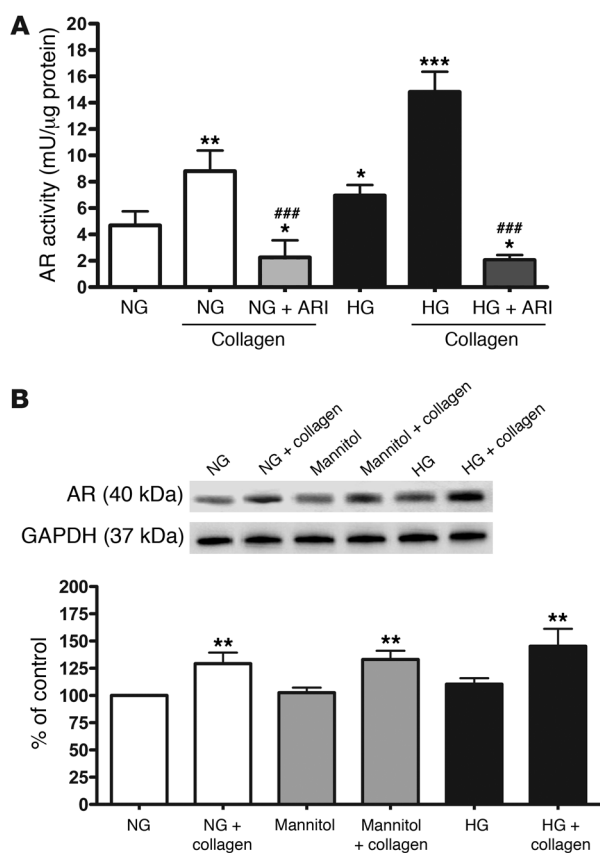 A
AR activity (mU/µg protein)
20
18
16
14
12
10
8
6
4
2
0
**
###
*
*
***
###
*
NG
NG
NG + ARI
HG
HG
HG + ARI
Collagen
Collagen
B
NG
NG + collagen
Mannitol
Mannitol + collagen
HG
HG + collagen
AR (40 kDa)
GAPDH (37 kDa)
% of control
200
175
150
125
100
75
50
25
0
**
**
**
NG
NG +
collagen
Mannitol
Mannitol
+ collagen
HG
HG +
collagen